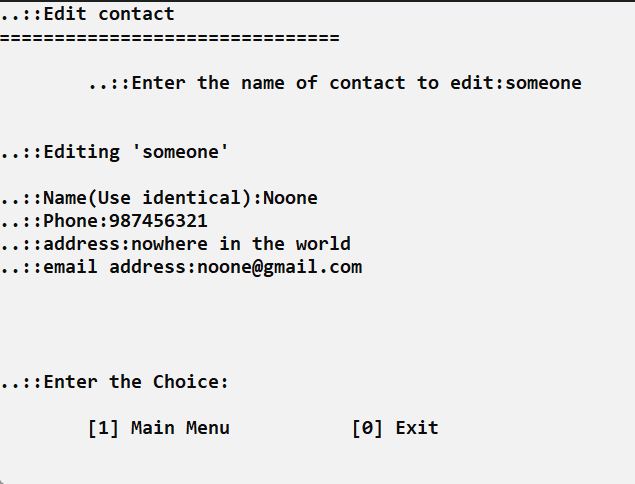 ..::Edit contact
===============================
..::Enter the name of contact to edit:someone
..::Editing 'someone'
..::Name(Use identical):Noone
..::Phone:987456321
..::address:nowhere in the world
..::email address:noone@gmail.com
..::Enter the Choice:
[1] Main Menu [0] Exit